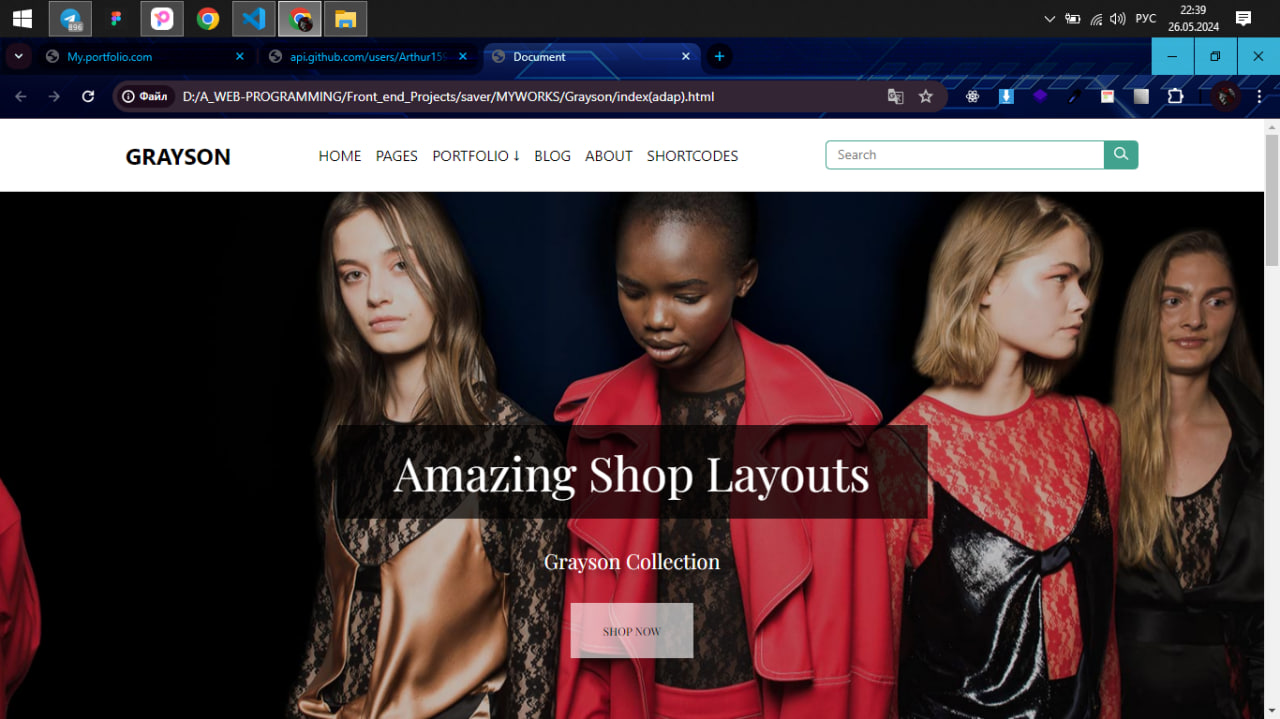 896
22:39
РУС
26.05.2024
My.portfolio.com
api.github.com/users/Arthur15
Document
Файл
D:/A_WEB-PROGRAMMING/Front_end_Projects/saver/MYWORKS/Grayson/index(adap).html
GRAYSON
HOME PAGES PORTFOLIO ↓ BLOG ABOUT SHORTCODES
Search
Amazing Shop Layouts
Grayson Collection
SHOP NOW